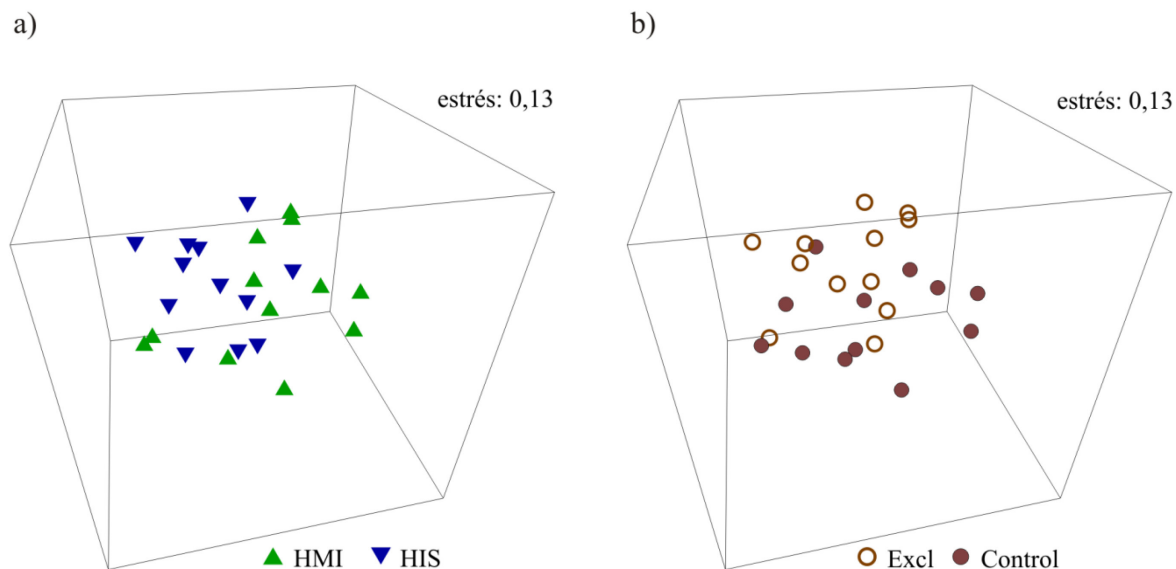 a)
estrés: 0,13
HMI HIS
b)
estrés: 0,13
Excl Control